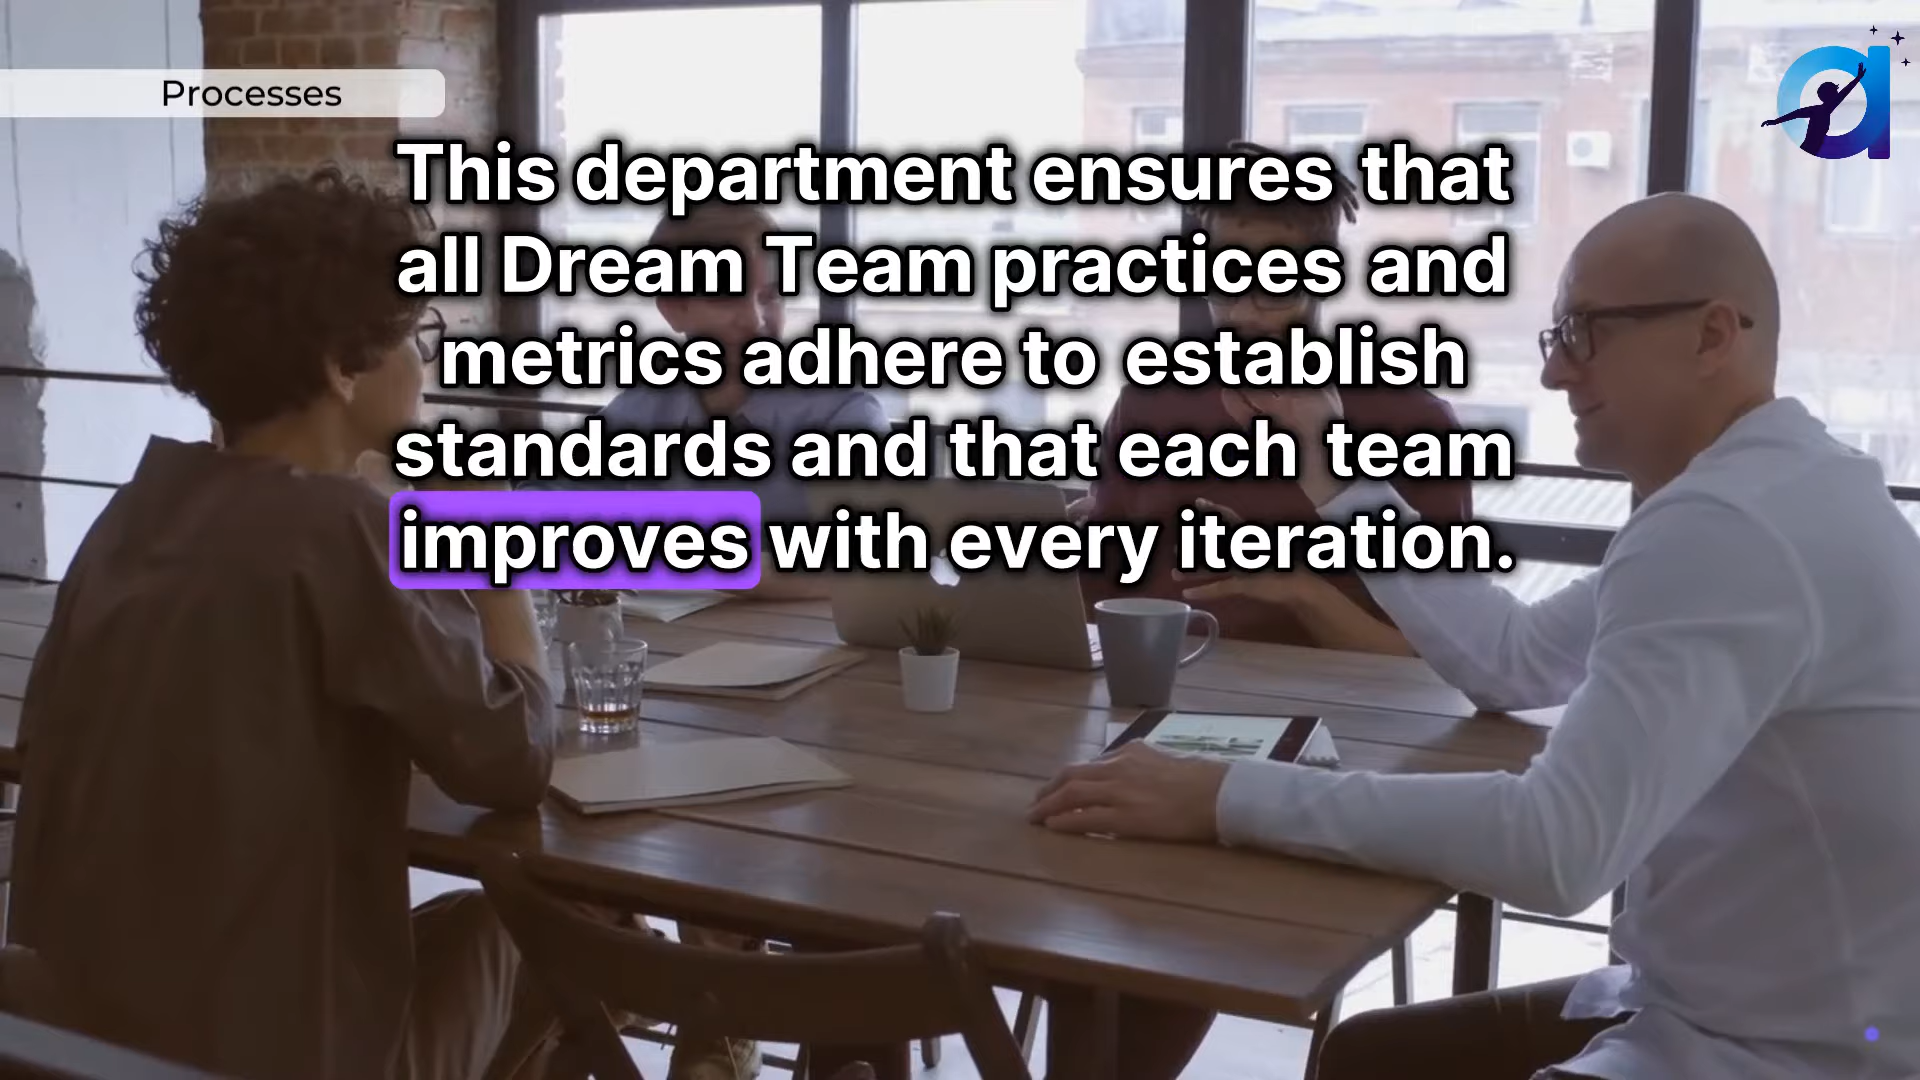 Processes
This department ensures that
all Dream Team practices and
metrics adhere to establish
standards and that each team
improves with every iteration.